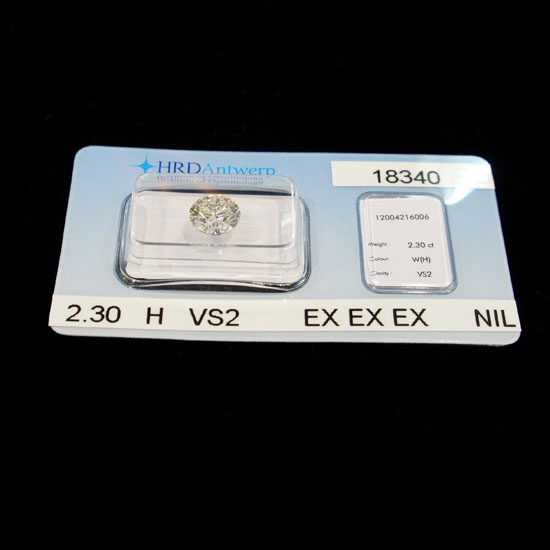 HRDAntwerp
18340
12004216006
Weight : 2.30 ct
Colour : W(H)
Clarity : VS2
2.30 H VS2 EX EX EX NIL